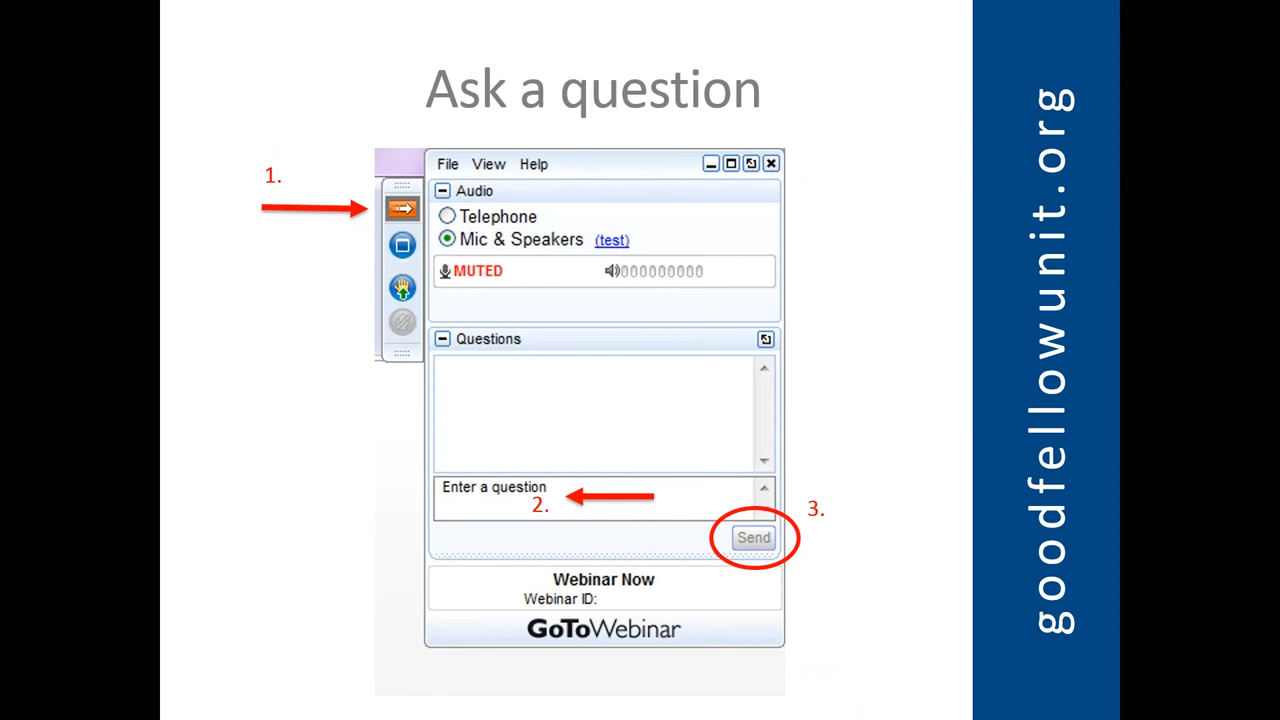 Ask a question
1.
File View Help
Audio
Telephone
Mic & Speakers (test)
MUTED
Questions
Enter a question
2.
3.
Send
Webinar Now
Webinar ID:
GoToWebinar
goodfellowunit.org